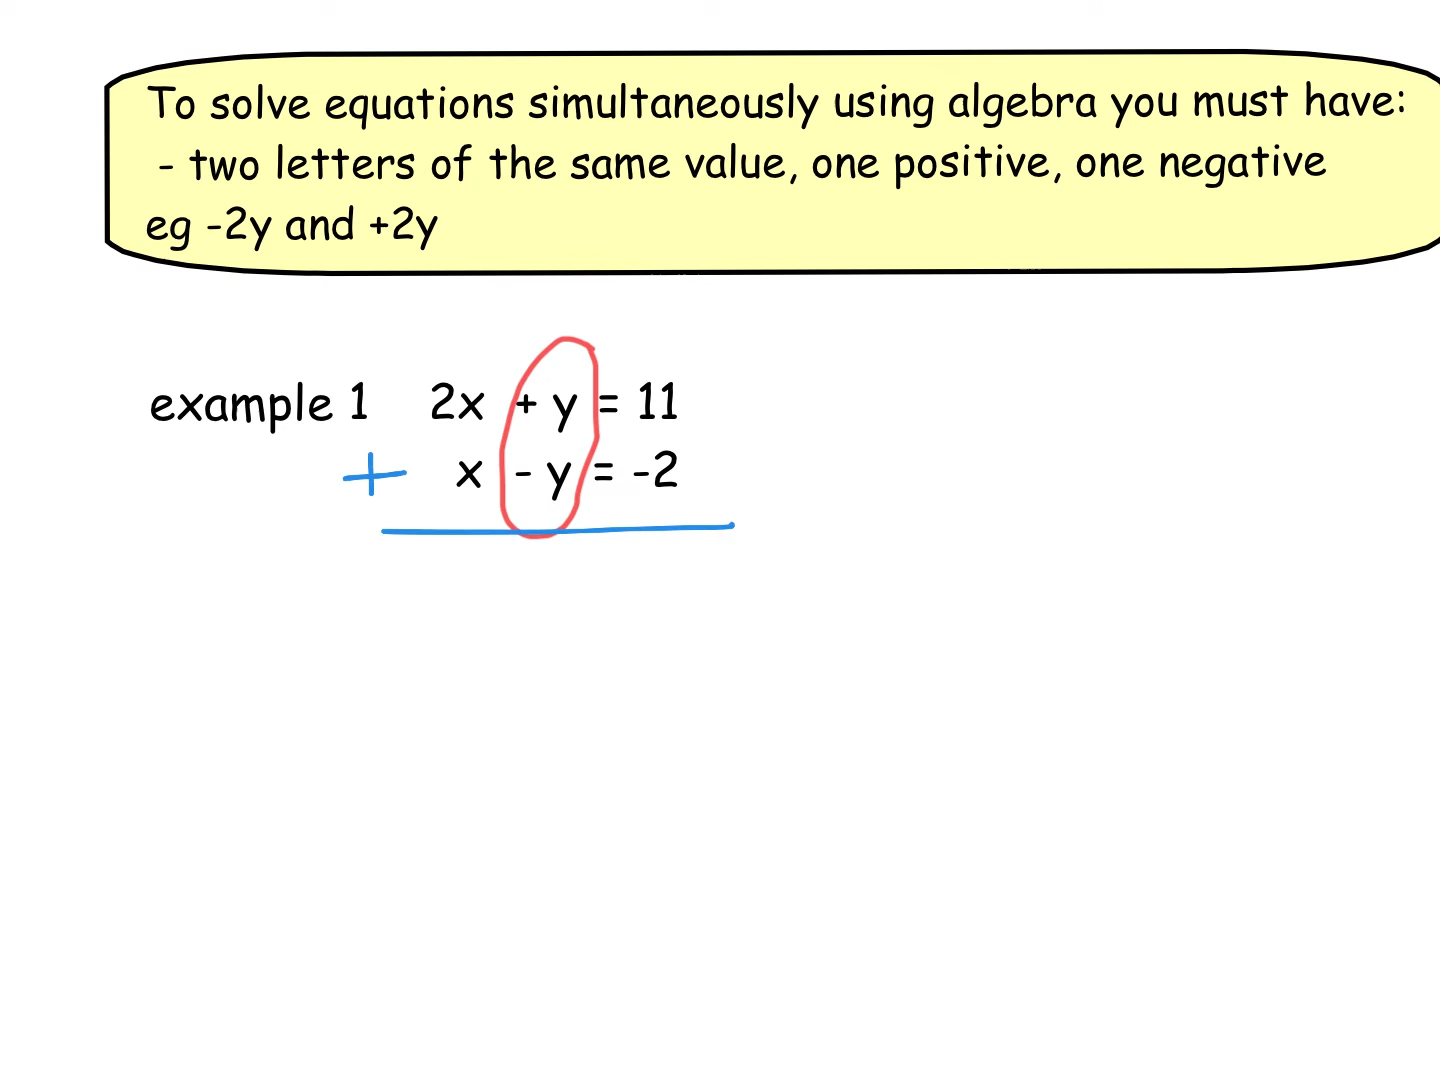 To solve equations simultaneously using algebra you must have:
- two letters of the same value, one positive, one negative
eg -2y and +2y
example 1 2x + y = 11
+ x - y = -2